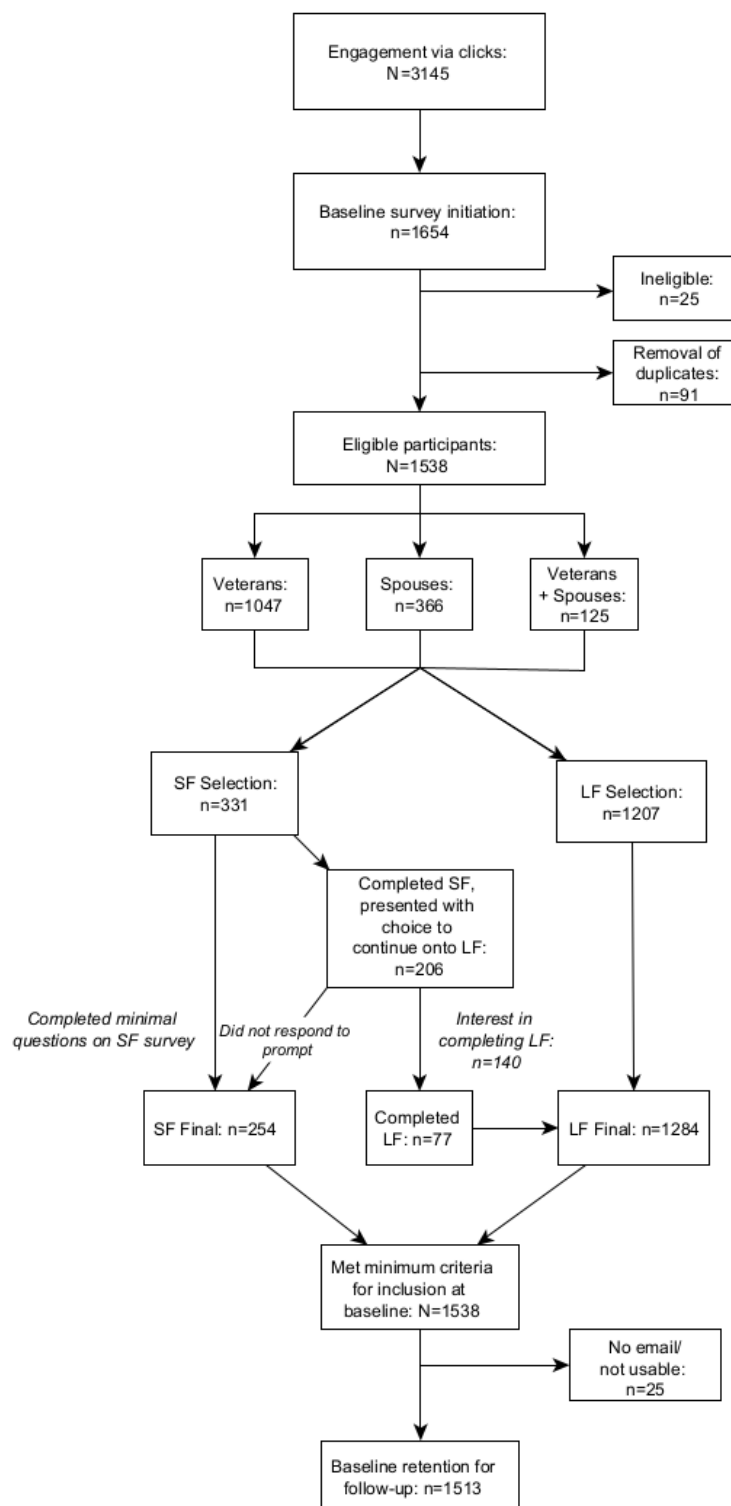 Engagement via clicks:
N=3145
Baseline survey initiation:
n=1654
Ineligible:
n=25
Removal of
duplicates:
n=91
Eligible participants:
N=1538
Veterans:
n=1047
Spouses:
n=366
Veterans
+ Spouses:
n=125
SF Selection:
n=331
LF Selection:
n=1207
Completed SF,
presented with
choice to
continue onto LF:
n=206
Completed minimal
questions on SF survey
Did not respond to
prompt
Interest in
completing LF:
n=140
SF Final: n=254
Completed
LF: n=77
LF Final: n=1284
Met minimum criteria
for inclusion at
baseline: N=1538
No email/
not usable:
n=25
Baseline retention for
follow-up: n=1513